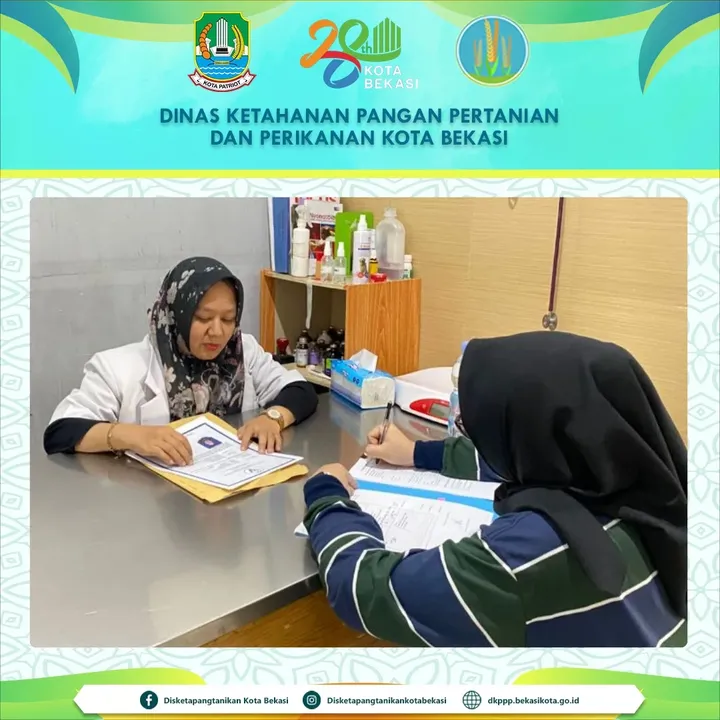 KOTA PATRIOT
28th
KOTA
BEKASI
DINAS KETAHANAN PANGAN PERTANIAN
DAN PERIKANAN KOTA BEKASI
Disketapangtanikan Kota Bekasi
Disketapangtanikankotabekasi
dkppp.bekasikota.go.id